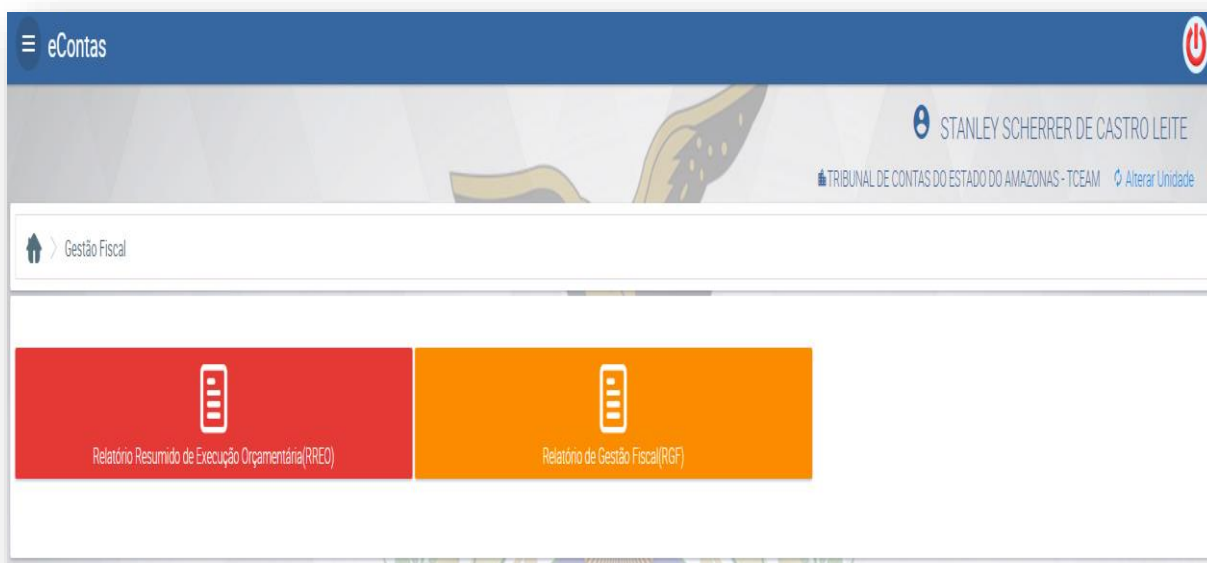 eContas
STANLEY SCHERRER DE CASTRO LEITE
TRIBUNAL DE CONTAS DO ESTADO DO AMAZONAS - TCEAM Alterar Unidade
Gestão Fiscal
Relatório Resumido de Execução Orçamentária(RREO)
Relatório de Gestão Fiscal(RGF)